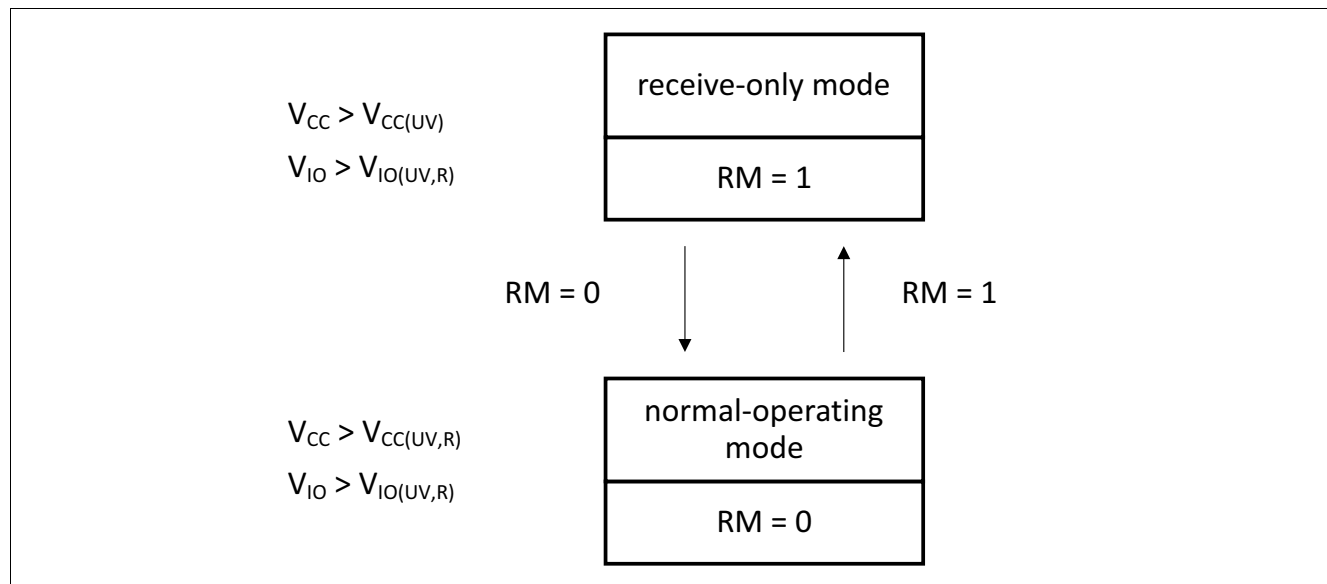 receive-only mode
V_CC > V_CC(UV)
V_IO > V_IO(UV,R)
RM = 1
RM = 0
RM = 1
normal-operating
mode
V_CC > V_CC(UV,R)
V_IO > V_IO(UV,R)
RM = 0